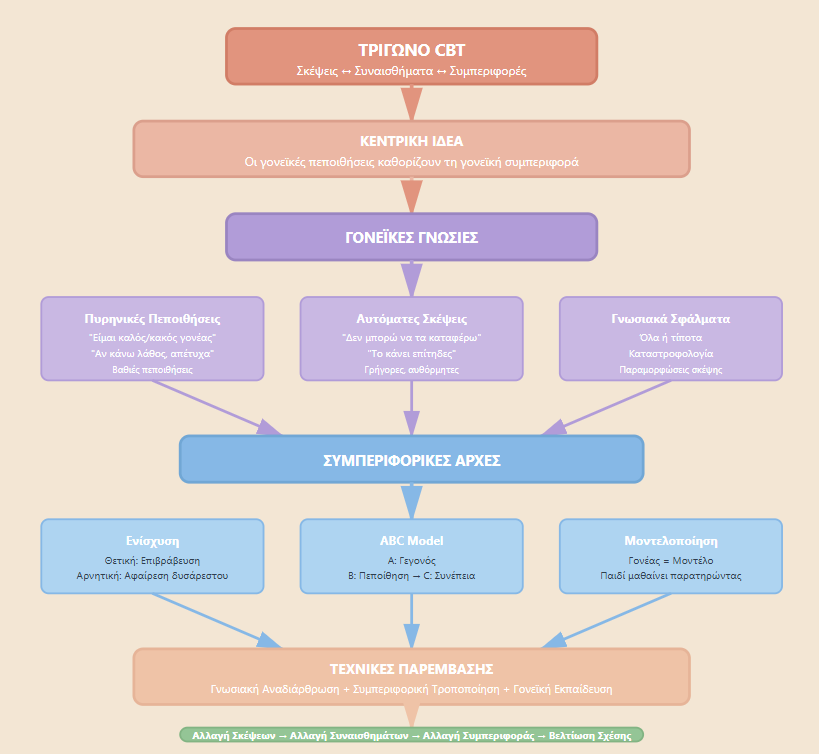 ΤΡΙΓΩΝΟ CBT
Σκέψεις ↔ Συναισθήματα ↔ Συμπεριφορές
ΚΕΝΤΡΙΚΗ ΙΔΕΑ
Οι γονεϊκές πεποιθήσεις καθορίζουν τη γονεϊκή συμπεριφορά
ΓΟΝΕΪΚΕΣ ΓΝΩΣΙΕΣ
Πυρηνικές Πεποιθήσεις
"Είμαι καλός/κακός γονέας"
"Αν κάνω λάθος, απέτυχα"
Βαθιές πεποιθήσεις
Αυτόματες Σκέψεις
"Δεν μπορώ να τα καταφέρω"
"Το κάνει επίτηδες"
Γρήγορες, αυθόρμητες
Γνωσιακά Σφάλματα
Όλα ή τίποτα
Καταστροφολογία
Παραμορφώσεις σκέψης
ΣΥΜΠΕΡΙΦΟΡΙΚΕΣ ΑΡΧΕΣ
Ενίσχυση
Θετική: Επιβράβευση
Αρνητική: Αφαίρεση δυσάρεστου
ABC Model
A: Γεγονός
B: Πεποίθηση → C: Συνέπεια
Μοντελοποίηση
Γονέας = Μοντέλο
Παιδί μαθαίνει παρατηρώντας
ΤΕΧΝΙΚΕΣ ΠΑΡΕΜΒΑΣΗΣ
Γνωσιακή Αναδιάρθρωση + Συμπεριφορική Τροποποίηση + Γονεϊκή Εκπαίδευση
Αλλαγή Σκέψεων → Αλλαγή Συναισθημάτων → Αλλαγή Συμπεριφοράς → Βελτίωση Σχέσης